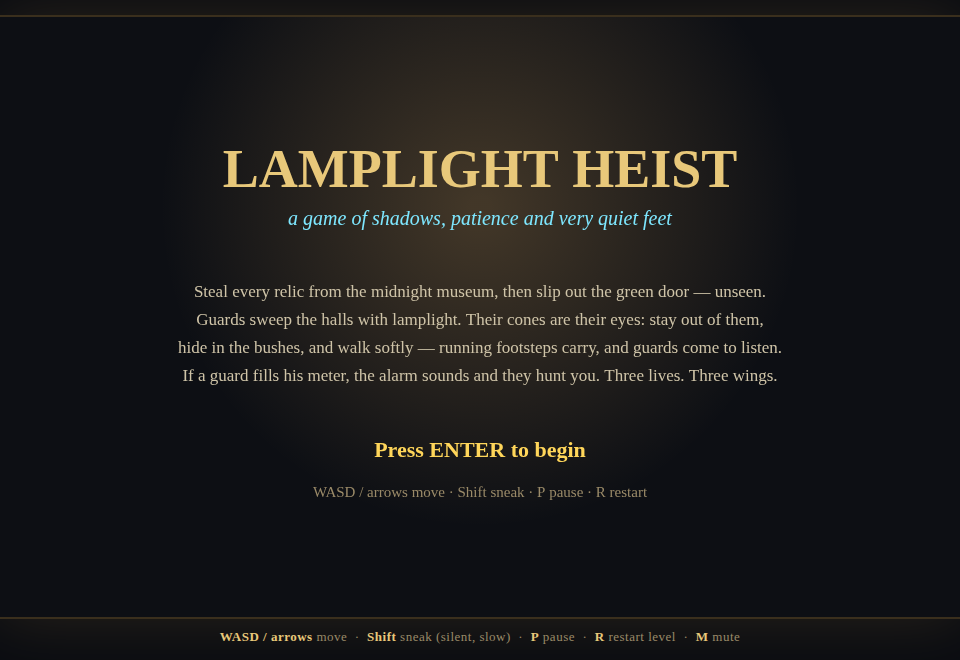 LAMPLIGHT HEIST
a game of shadows, patience and very quiet feet
Steal every relic from the midnight museum, then slip out the green door — unseen.
Guards sweep the halls with lamplight. Their cones are their eyes: stay out of them,
hide in the bushes, and walk softly — running footsteps carry, and guards come to listen.
If a guard fills his meter, the alarm sounds and they hunt you. Three lives. Three wings.
Press ENTER to begin
WASD / arrows move · Shift sneak · P pause · R restart
WASD / arrows move · Shift sneak (silent, slow) · P pause · R restart level · M mute